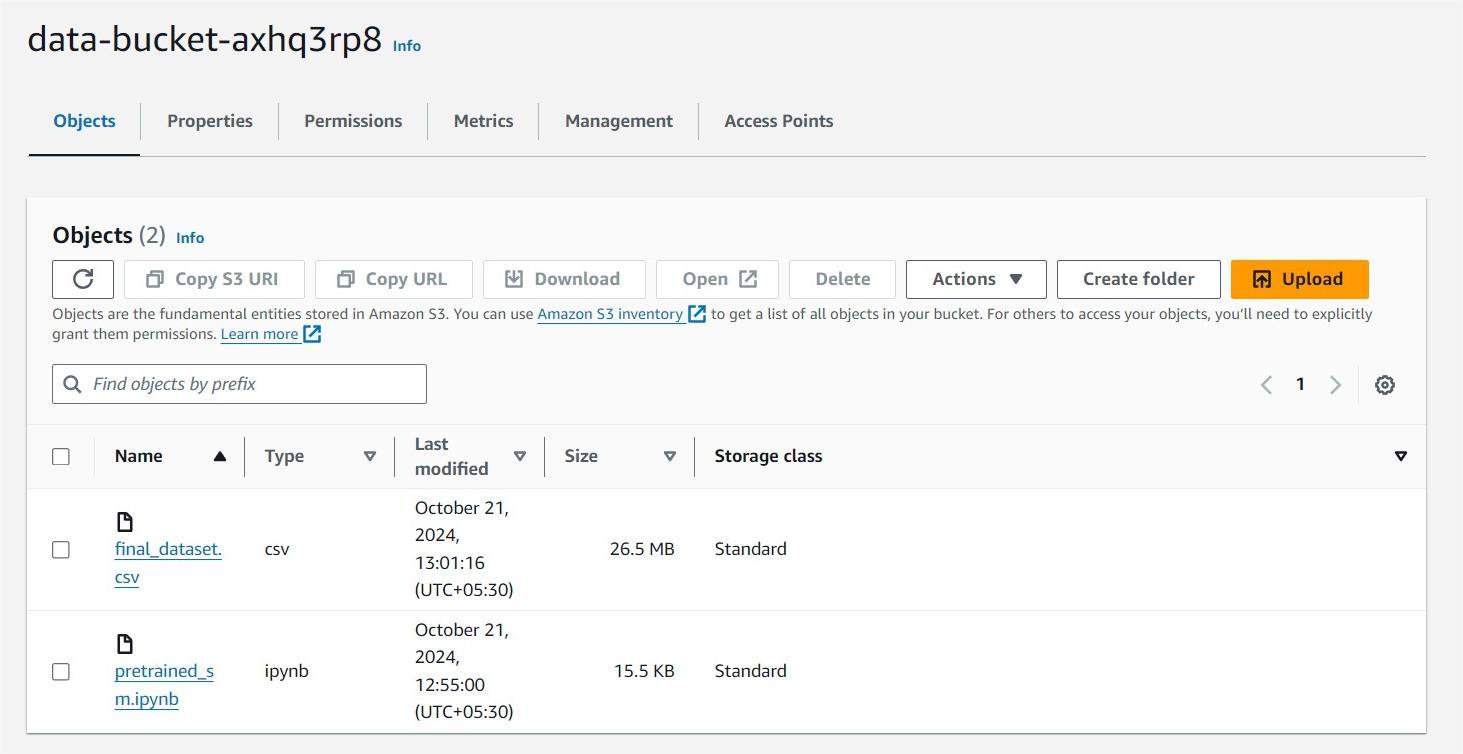 data-bucket-axhq3rp8 Info
Objects Properties Permissions Metrics Management Access Points
Objects (2) Info
Copy S3 URI Copy URL Download Open Delete Actions Create folder Upload
Objects are the fundamental entities stored in Amazon S3. You can use Amazon S3 inventory to get a list of all objects in your bucket. For others to access your objects, you’ll need to explicitly
grant them permissions. Learn more
Find objects by prefix
1
Name Type Last modified Size Storage class
final_dataset.csv csv October 21, 2024, 13:01:16 (UTC+05:30) 26.5 MB Standard
pretrained_sm.ipynb ipynb October 21, 2024, 12:55:00 (UTC+05:30) 15.5 KB Standard